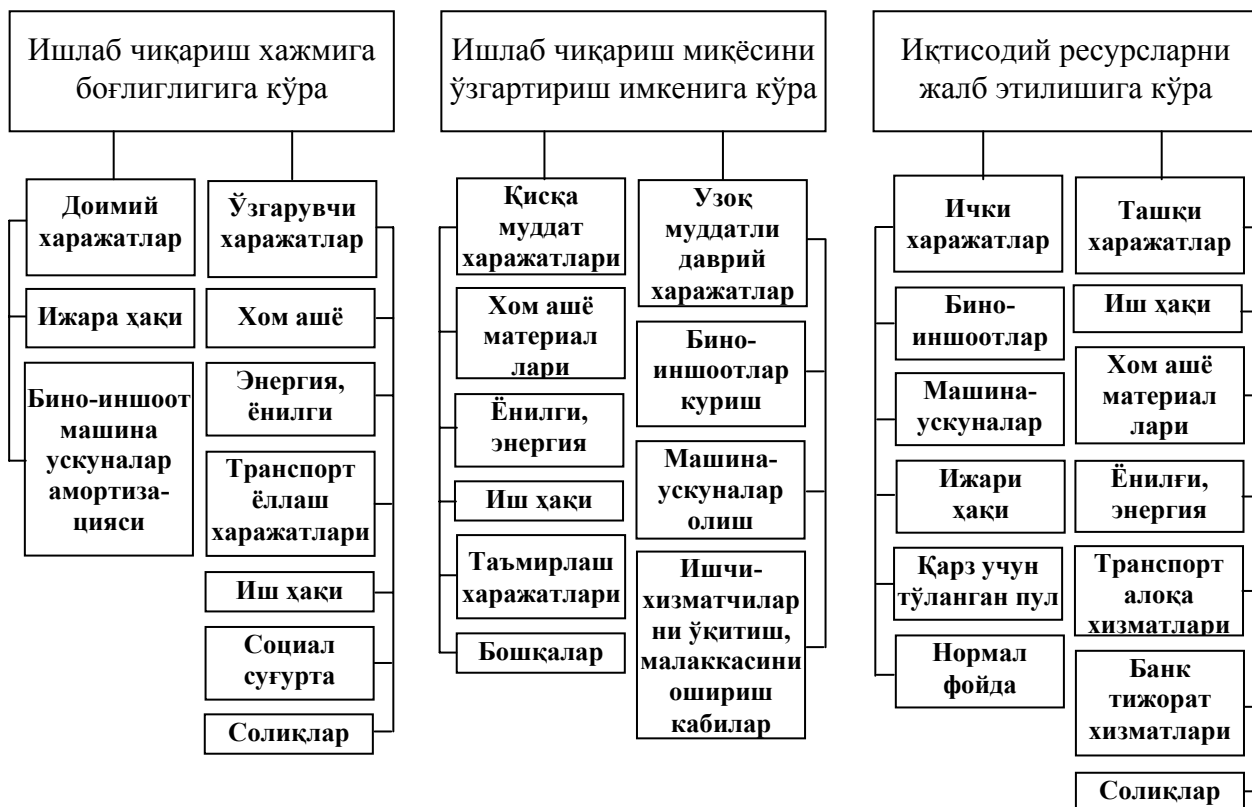 Ишлаб чиқариш хажмига
боғлиглигига кўра
Доимий
харажатлар
Ижара ҳақи
Бино-иншоот
машина
ускуналар
амортиза-
цияси
Ўзгарувчи
харажатлар
Хом ашё
Энергия,
ёнилги
Транспорт
ёллаш
харажатлари
Иш ҳақи
Социал
суғурта
Солиқлар
Ишлаб чиқариш миқёсини
ўзгартириш имкенига кўра
Қисқа
муддат
харажатлари
Хом ашё
материал
лари
Ёнилги,
энергия
Иш ҳақи
Таъмирлаш
харажатлари
Бошқалар
Узоқ
муддатли
даврий
харажатлар
Бино-
иншоотлар
куриш
Машина-
ускуналар
олиш
Ишчи-
хизматчилар
ни ўқитиш,
малаккасини
ошириш
кабилар
Иқтисодий ресурсларни
жалб этилишига кўра
Ички
харажатлар
Бино-
иншоотлар
Машина-
ускуналар
Ижари
ҳақи
Қарз учун
тўланган пул
Нормал
фойда
Ташқи
харажатлар
Иш ҳақи
Хом ашё
материал
лари
Ёнилғи,
энергия
Транспорт
алоқа
хизматлари
Банк
тижорат
хизматлари
Солиқлар